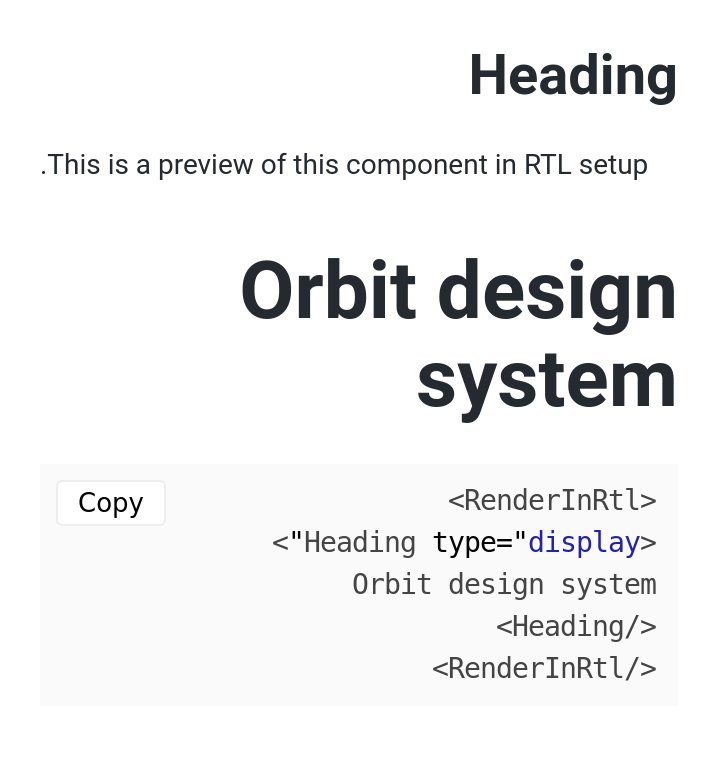 Heading
.This is a preview of this component in RTL setup
Orbit design
system
Copy
<RenderInRtl>
<"Heading type="display>
Orbit design system
<Heading/>
<RenderInRtl/>